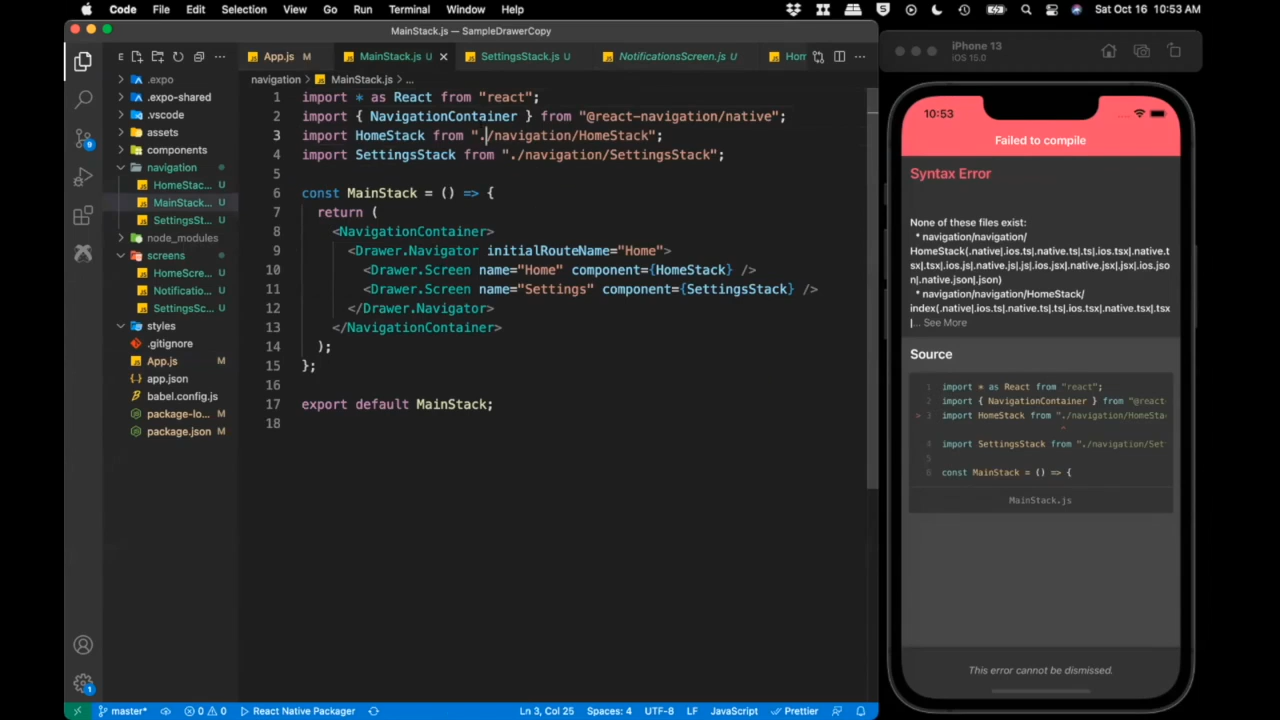 Code File Edit Selection View Go Run Terminal Window Help Sat Oct 16 10:53 AM
MainStack.js — SampleDrawerCopy
E
App.js M
MainStack.js U
SettingsStack.js U
NotificationsScreen.js U
Hom
navigation > MainStack.js > ...
.expo
.expo-shared
.vscode
assets
components
navigation
HomeStac... U
MainStack... U
SettingsSt... U
node_modules
screens
HomeScre... U
Notificatio... U
SettingsSc... U
styles
.gitignore
App.js M
app.json
babel.config.js
package-lo... M
package.json M
9
1
1 import * as React from "react";
2 import { NavigationContainer } from "@react-navigation/native";
3 import HomeStack from "./navigation/HomeStack";
4 import SettingsStack from "./navigation/SettingsStack";
5
6 const MainStack = () => {
7 return (
8 <NavigationContainer>
9 <Drawer.Navigator initialRouteName="Home">
10 <Drawer.Screen name="Home" component={HomeStack} />
11 <Drawer.Screen name="Settings" component={SettingsStack} />
12 </Drawer.Navigator>
13 </NavigationContainer>
14 );
15 };
16
17 export default MainStack;
18
master* 0 0 React Native Packager Ln 3, Col 25 Spaces: 4 UTF-8 LF JavaScript Prettier
iPhone 13
iOS 15.0
10:53
Failed to compile
Syntax Error
None of these files exist:
* navigation/navigation/
HomeStack(.native|.ios.ts|.native.ts|.ts|.ios.tsx|.native.t
sx|.tsx|.ios.js|.native.js|.js|.ios.jsx|.native.jsx|.jsx|.ios.jso
n|.native.json|.json)
* navigation/navigation/HomeStack/
index(.native|.ios.ts|.native.ts|.ts|.ios.tsx|.native.tsx|.tsx
|... See More
Source
1 import * as React from "react";
2 import { NavigationContainer } from "@react-
> 3 import HomeStack from "./navigation/HomeSta
^
4 import SettingsStack from "./navigation/Set
5
6 const MainStack = () => {
MainStack.js
This error cannot be dismissed.